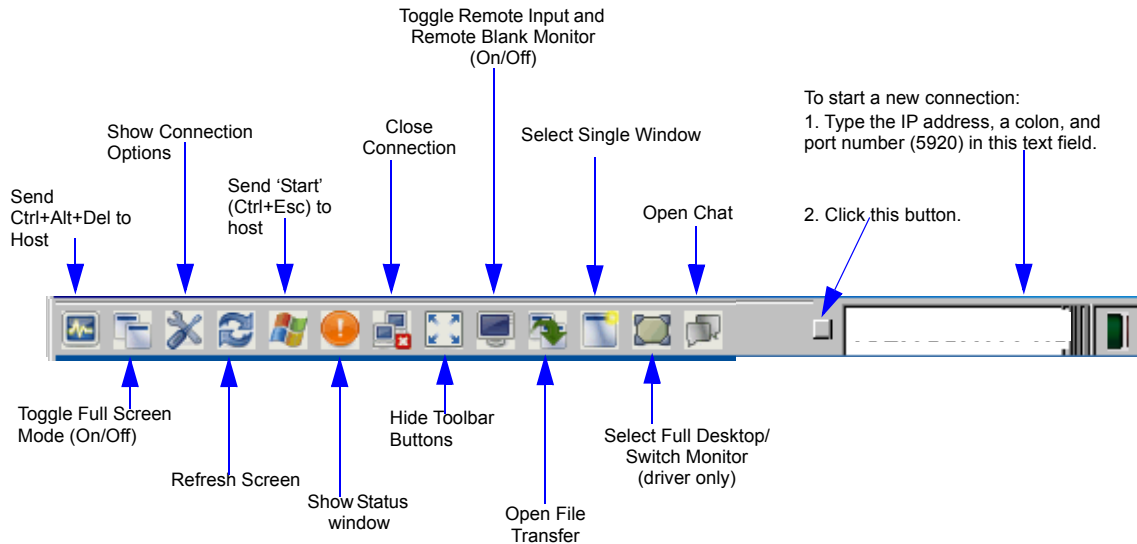 Toggle Remote Input and
Remote Blank Monitor
(On/Off)
To start a new connection:
1. Type the IP address, a colon, and
port number (5920) in this text field.
Show Connection
Options
Close
Connection
Select Single Window
Send
Ctrl+Alt+Del to
Host
Send ‘Start’
(Ctrl+Esc) to
host
Open Chat
2. Click this button.
Toggle Full Screen
Mode (On/Off)
Hide Toolbar
Buttons
Select Full Desktop/
Switch Monitor
(driver only)
Refresh Screen
Show Status
window
Open File
Transfer